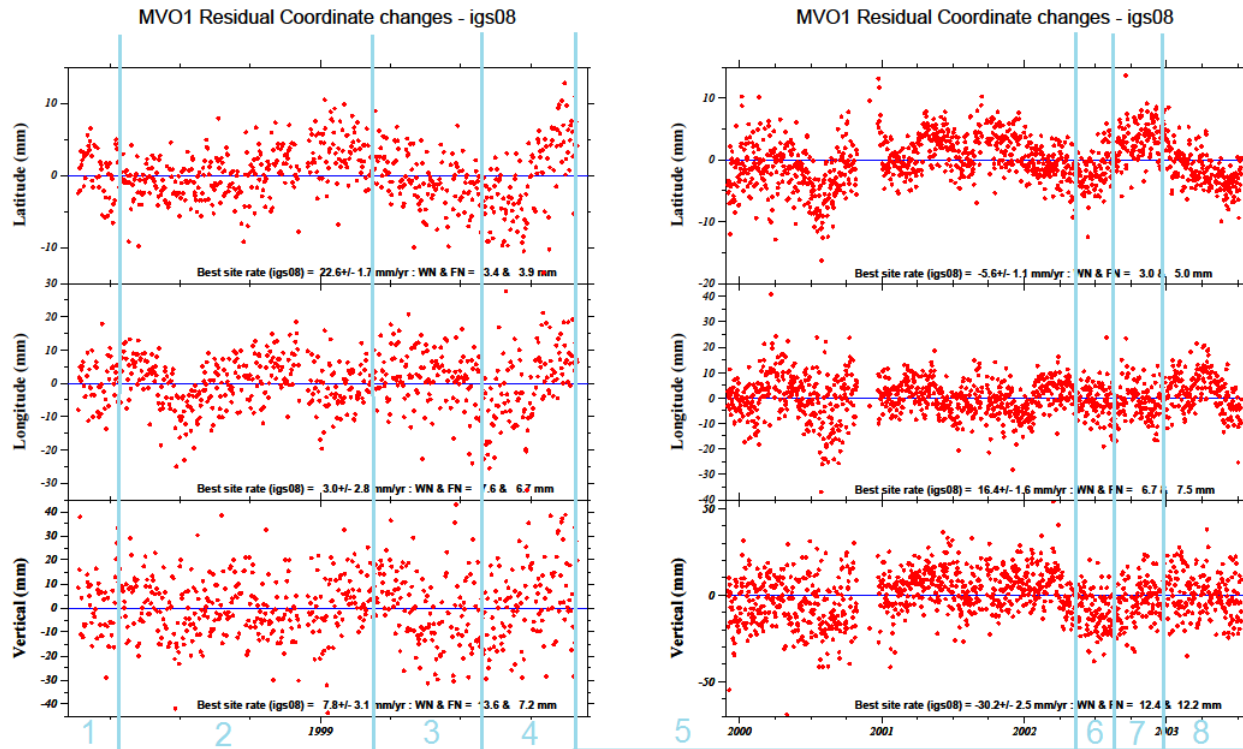 MVO1 Residual Coordinate changes - igs08
Latitude (mm)
10
0
-10
Best site rate (igs08) = 22.6+/- 1.7 mm/yr : WN & FN = 3.4 & 3.9 mm
Longitude (mm)
30
20
10
0
-10
-20
-30
Best site rate (igs08) = 3.0+/- 2.8 mm/yr : WN & FN = 7.6 & 6.7 mm
Vertical (mm)
40
30
20
10
0
-10
-20
-30
-40
Best site rate (igs08) = 7.8+/- 3.1 mm/yr : WN & FN = 13.6 & 7.2 mm
1999
1 2 3 4
MVO1 Residual Coordinate changes - igs08
Latitude (mm)
10
0
-10
-20
Best site rate (igs08) = -5.6+/- 1.1 mm/yr : WN & FN = 3.0 & 5.0 mm
Longitude (mm)
40
30
20
10
0
-10
-20
-30
-40
Best site rate (igs08) = 16.4+/- 1.6 mm/yr : WN & FN = 6.7 & 7.5 mm
Vertical (mm)
50
0
-50
Best site rate (igs08) = -30.2+/- 2.5 mm/yr : WN & FN = 12.4 & 12.2 mm
2000 2001 2002 2003
5 6 7 8